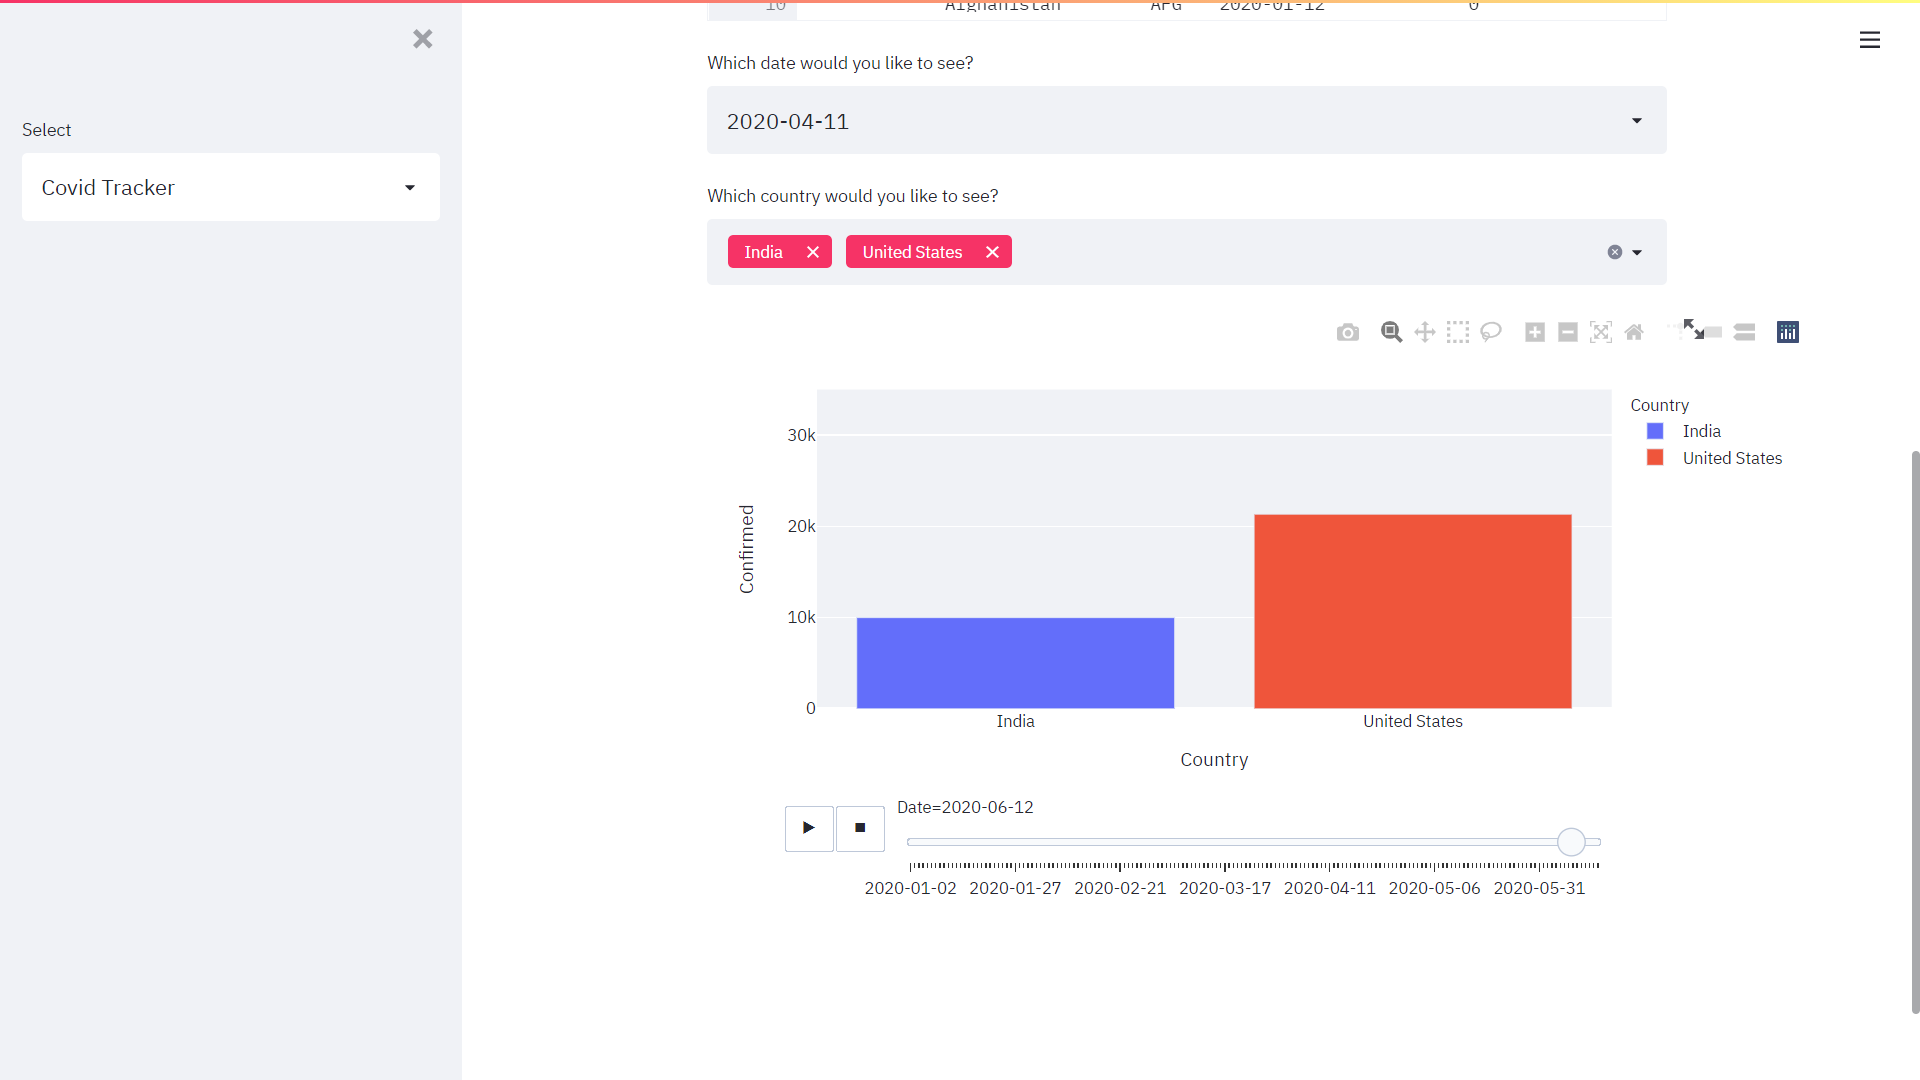 10 Afghanistan AFG 2020-01-12 0
Which date would you like to see?
Select
2020-04-11
Covid Tracker
Which country would you like to see?
India United States
Country
India
United States
30k
20k
10k
0
Confirmed
India United States
Country
Date=2020-06-12
2020-01-02 2020-01-27 2020-02-21 2020-03-17 2020-04-11 2020-05-06 2020-05-31